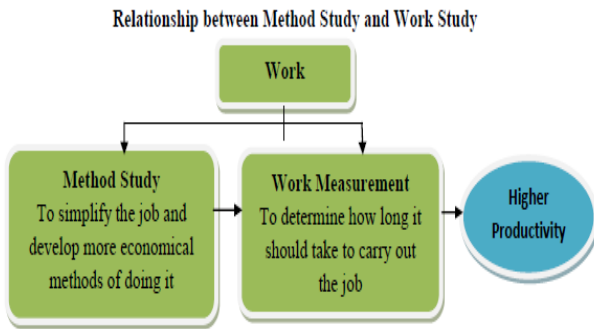 Relationship between Method Study and Work Study
Work
Method Study
To simplify the job and
develop more economical
methods of doing it
Work Measurement
To determine how long it
should take to carry out
the job
Higher
Productivity